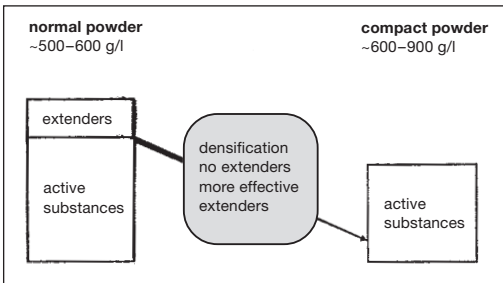 normal powder
~500–600 g/l
compact powder
~600–900 g/l
extenders
active
substances
densification
no extenders
more effective
extenders
active
substances